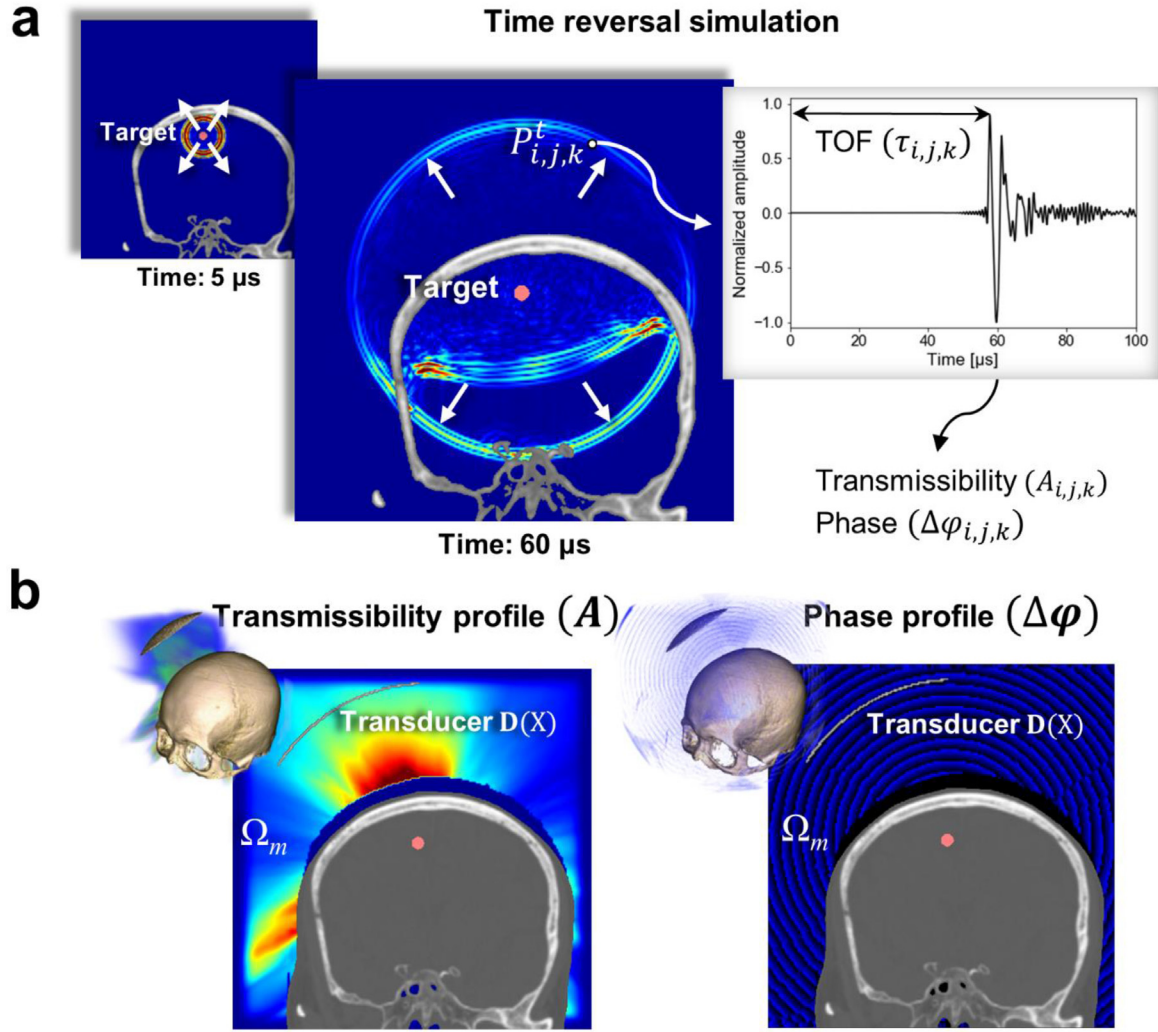 a
Time reversal simulation
Target
Time: 5 μs
P^t_{i,j,k}
Target
Time: 60 μs
TOF (τ_{i,j,k})
Normalized amplitude
1.0
0.5
0.0
−0.5
−1.0
0 20 40 60 80 100
Time [μs]
Transmissibility (A_{i,j,k})
Phase (Δφ_{i,j,k})
b
Transmissibility profile (A)
Transducer D(X)
Ω_m
Phase profile (Δφ)
Transducer D(X)
Ω_m